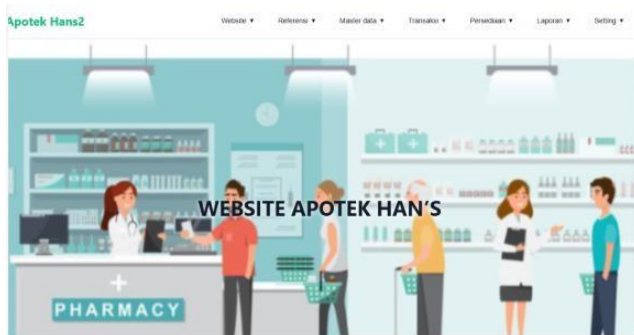 Apotek Hans2
Website ▾ Referensi ▾ Master data ▾ Transaksi ▾ Persediaan ▾ Laporan ▾ Setting ▾
WEBSITE APOTEK HAN'S
PHARMACY